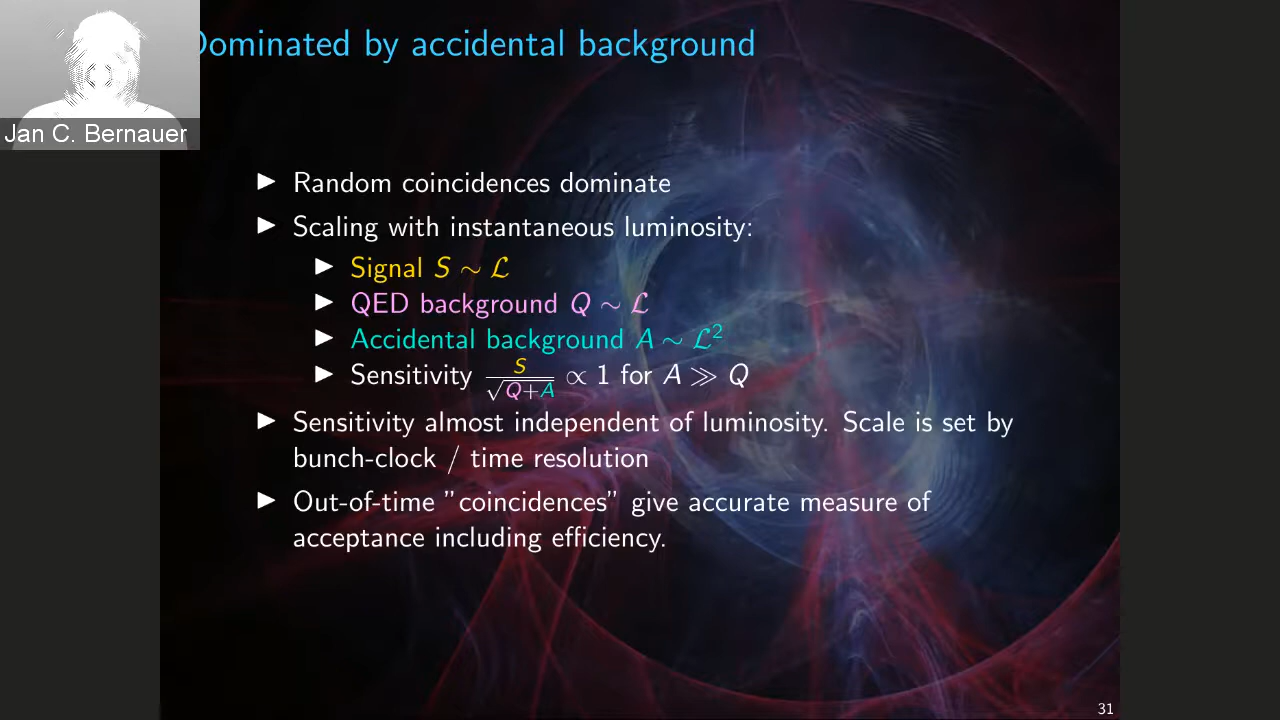 Dominated by accidental background
Jan C. Bernauer
▶ Random coincidences dominate
▶ Scaling with instantaneous luminosity:
▶ Signal S ∼ ℒ
▶ QED background Q ∼ ℒ
▶ Accidental background A ∼ ℒ²
▶ Sensitivity S/√(Q+A) ∝ 1 for A ≫ Q
▶ Sensitivity almost independent of luminosity. Scale is set by
bunch-clock / time resolution
▶ Out-of-time ”coincidences” give accurate measure of
acceptance including efficiency.
31